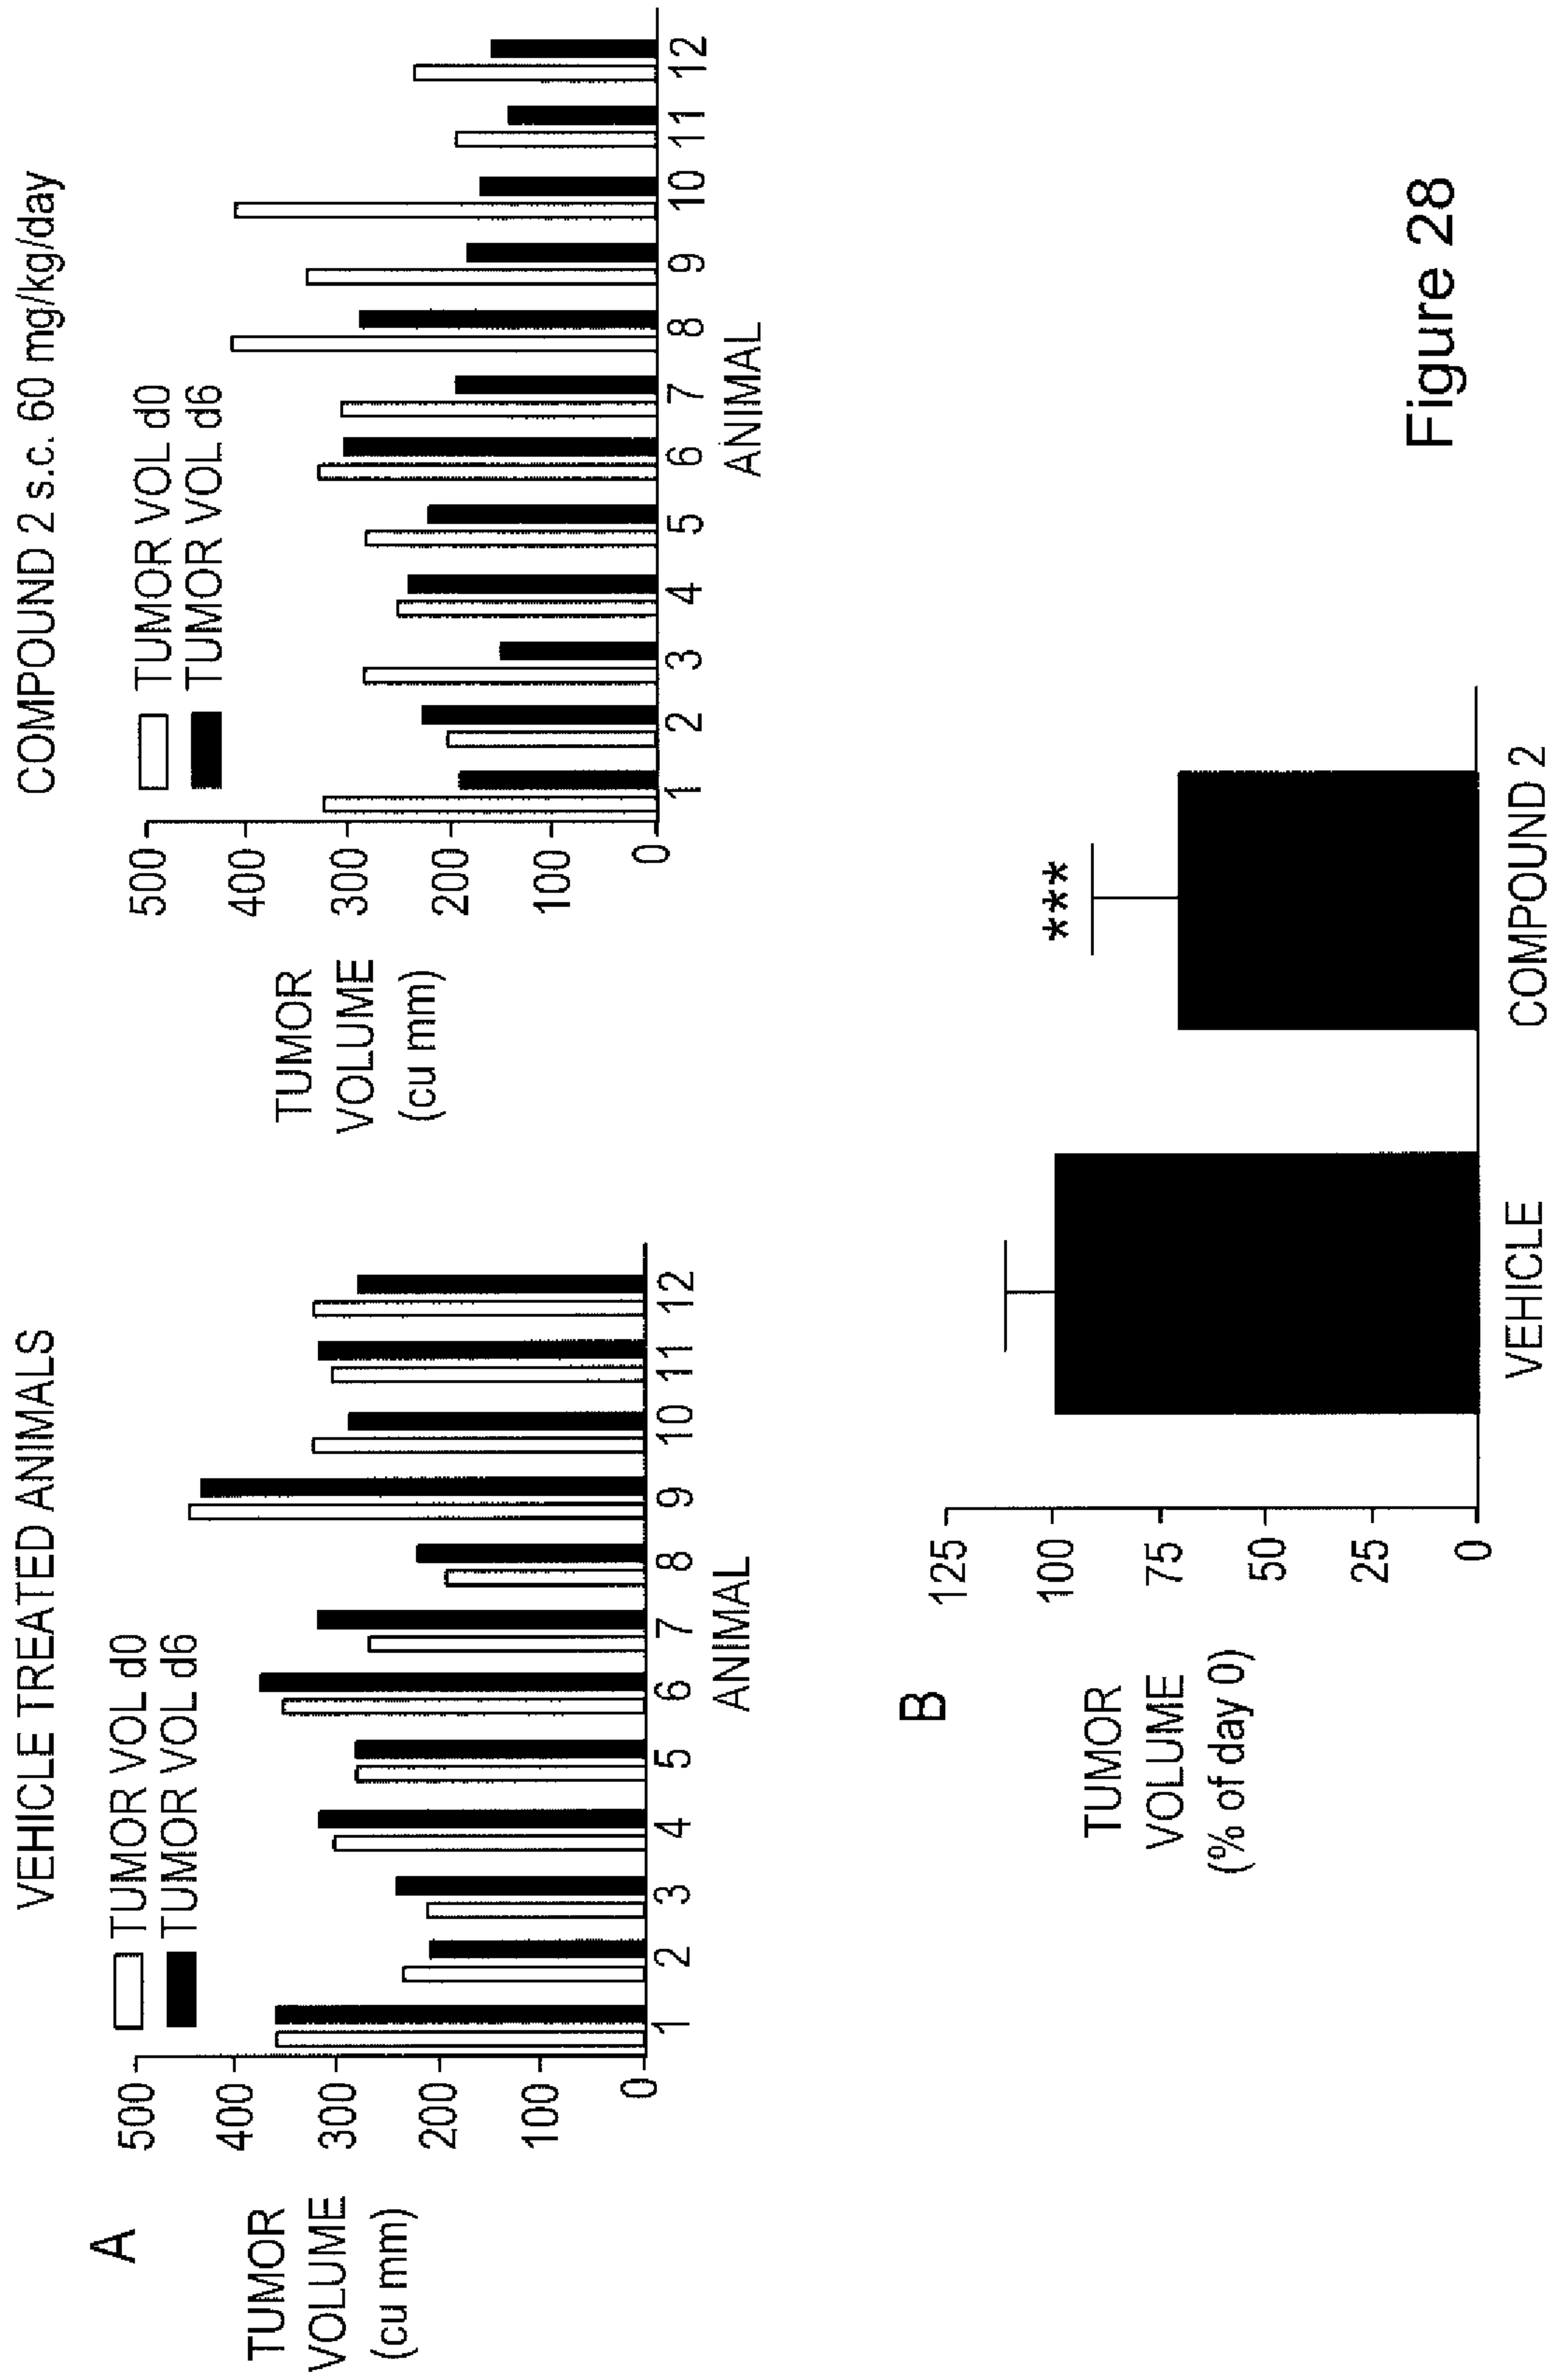 A
VEHICLE TREATED ANIMALS
TUMOR VOL d0
TUMOR VOL d6
TUMOR
VOLUME
(cu mm)
500
400
300
200
100
0
1 2 3 4 5 6 7 8 9 10 11 12
ANIMAL
COMPOUND 2 s.c. 60 mg/kg/day
TUMOR VOL d0
TUMOR VOL d6
TUMOR
VOLUME
(cu mm)
500
400
300
200
100
0
1 2 3 4 5 6 7 8 9 10 11 12
ANIMAL
B
TUMOR
VOLUME
(% of day 0)
125
100
75
50
25
0
***
VEHICLE COMPOUND 2
Figure 28